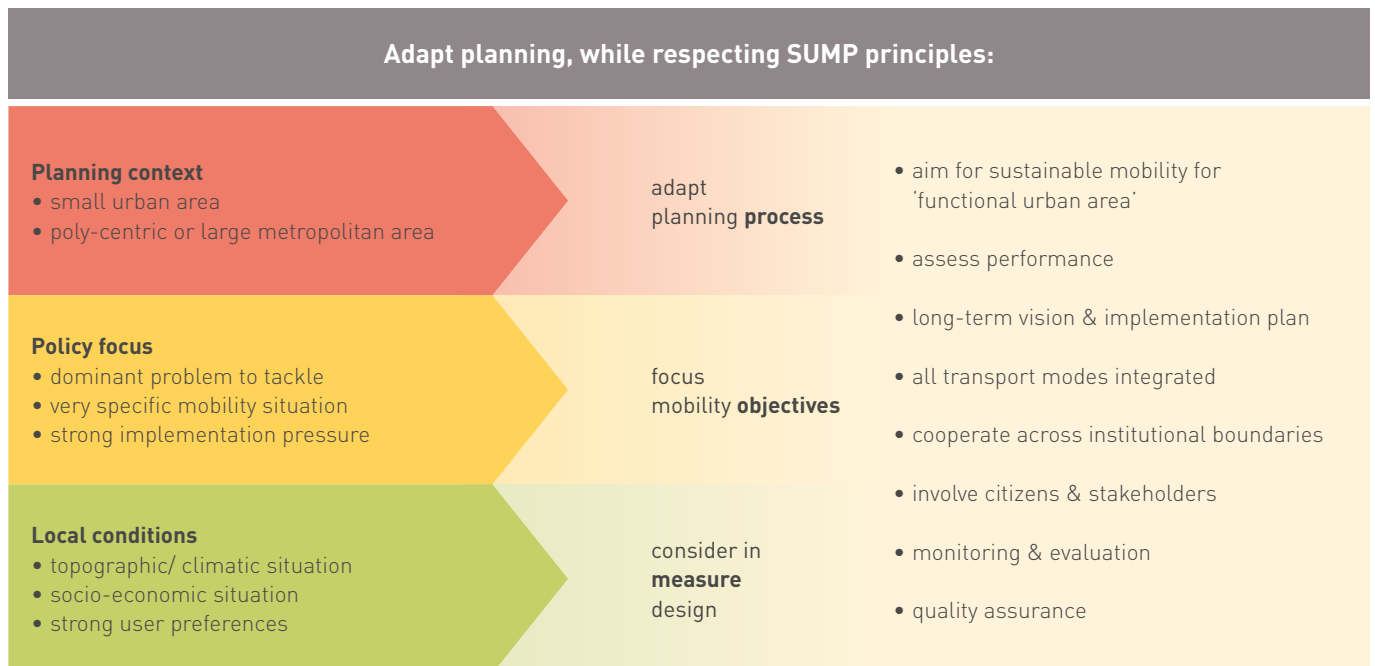 Adapt planning, while respecting SUMP principles:
Planning context
• small urban area
• poly-centric or large metropolitan area
adapt
planning process
Policy focus
• dominant problem to tackle
• very specific mobility situation
• strong implementation pressure
focus
mobility objectives
Local conditions
• topographic/ climatic situation
• socio-economic situation
• strong user preferences
consider in
measure
design
• aim for sustainable mobility for
‘functional urban area’
• assess performance
• long-term vision & implementation plan
• all transport modes integrated
• cooperate across institutional boundaries
• involve citizens & stakeholders
• monitoring & evaluation
• quality assurance